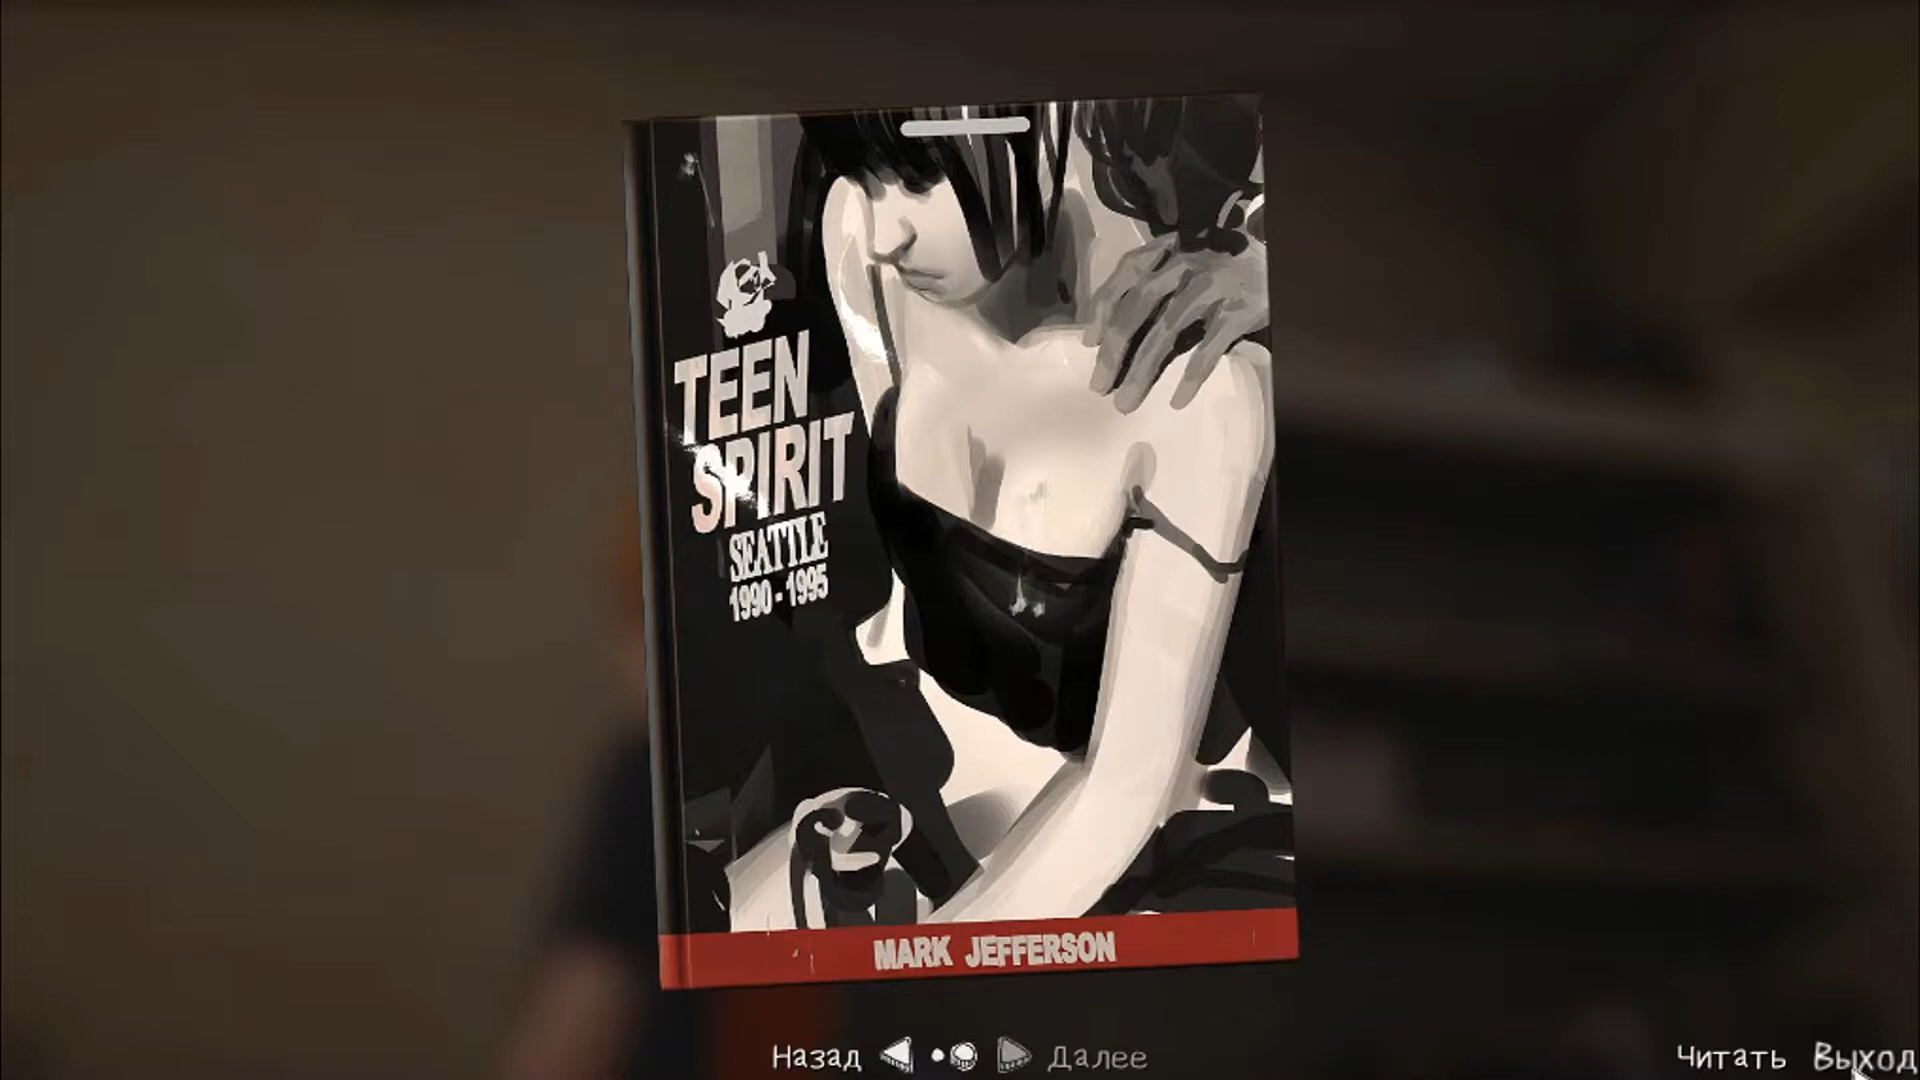 TEEN
SPIRIT
SEATTLE
1990 - 1995
MARK JEFFERSON
Назад
Далее
Читать
Выход